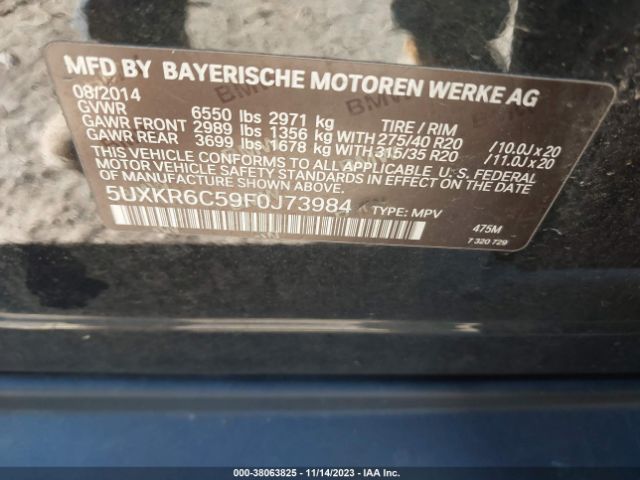 MFD BY BAYERISCHE MOTOREN WERKE AG
08/2014
GVWR 6550 lbs 2971 kg TIRE / RIM
GAWR FRONT 2989 lbs 1356 kg WITH 275/40 R20 /10.0J x 20
GAWR REAR 3699 lbs 1678 kg WITH 315/35 R20 /11.0J x 20
THIS VEHICLE CONFORMS TO ALL APPLICABLE U.S. FEDERAL
MOTOR VEHICLE SAFETY STANDARDS IN EFFECT ON THE DATE
OF MANUFACTURE SHOWN ABOVE.
5UXKR6C59F0J73984 TYPE: MPV
475M
7 320 729
000-38063825 - 11/14/2023 - IAA Inc.